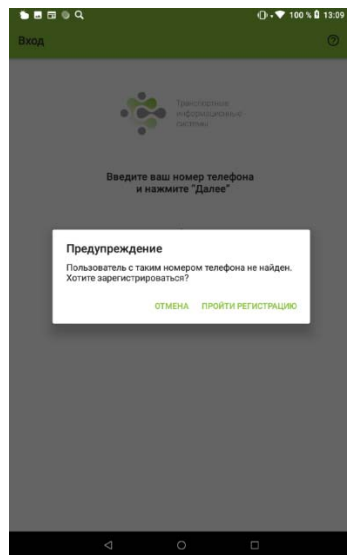 100 % 13:09
Вход
Транспортные
информационные
системы
Введите ваш номер телефона
и нажмите "Далее"
Предупреждение
Пользователь с таким номером телефона не найден.
Хотите зарегистрироваться?
ОТМЕНА ПРОЙТИ РЕГИСТРАЦИЮ